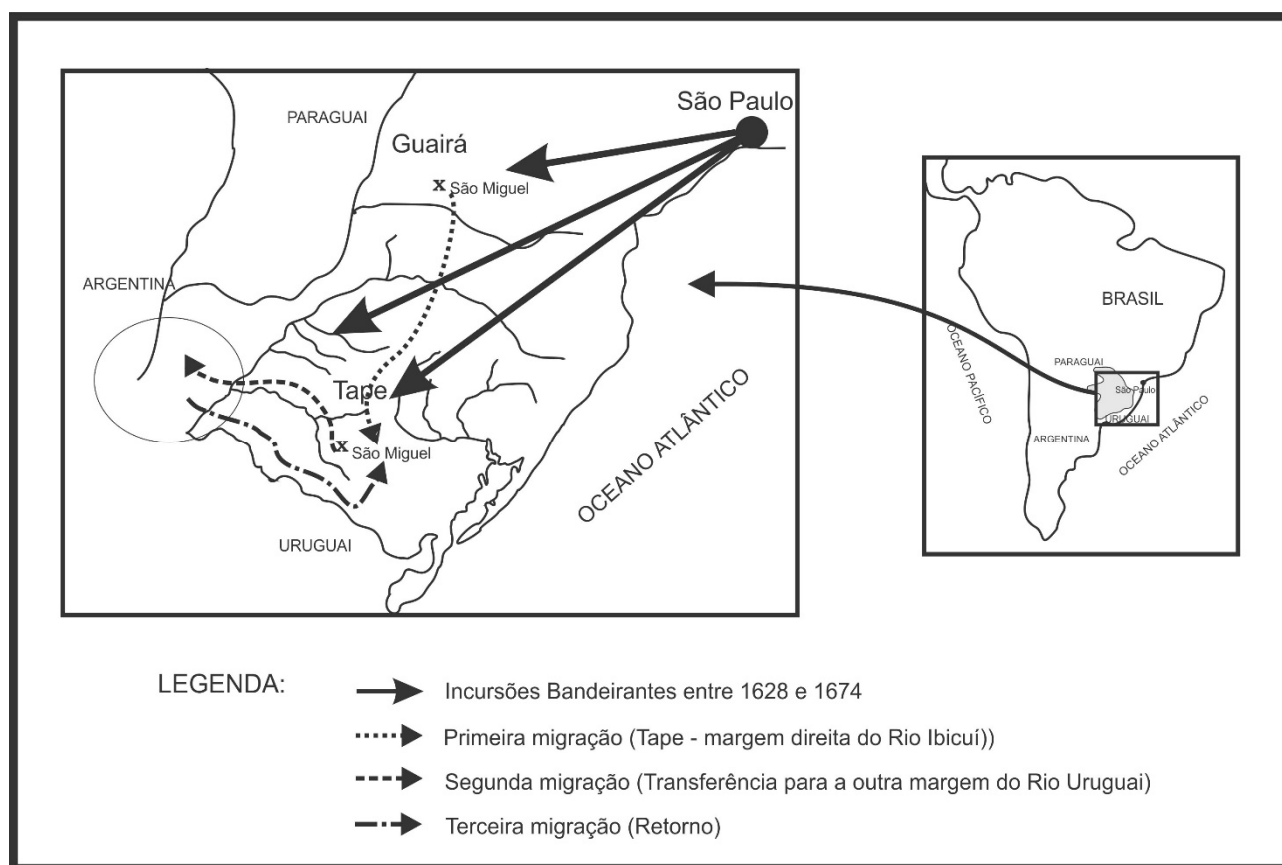 São Paulo
PARAGUAI
Guairá
x São Miguel
ARGENTINA
Tape
x São Miguel
URUGUAI
OCEANO ATLÂNTICO
BRASIL
OCEANO PACÍFICO
PARAGUAI
São Paulo
URUGUAI
ARGENTINA
OCEANO ATLÂNTICO
LEGENDA:
Incursões Bandeirantes entre 1628 e 1674
Primeira migração (Tape - margem direita do Rio Ibicuí))
Segunda migração (Transferência para a outra margem do Rio Uruguai)
Terceira migração (Retorno)